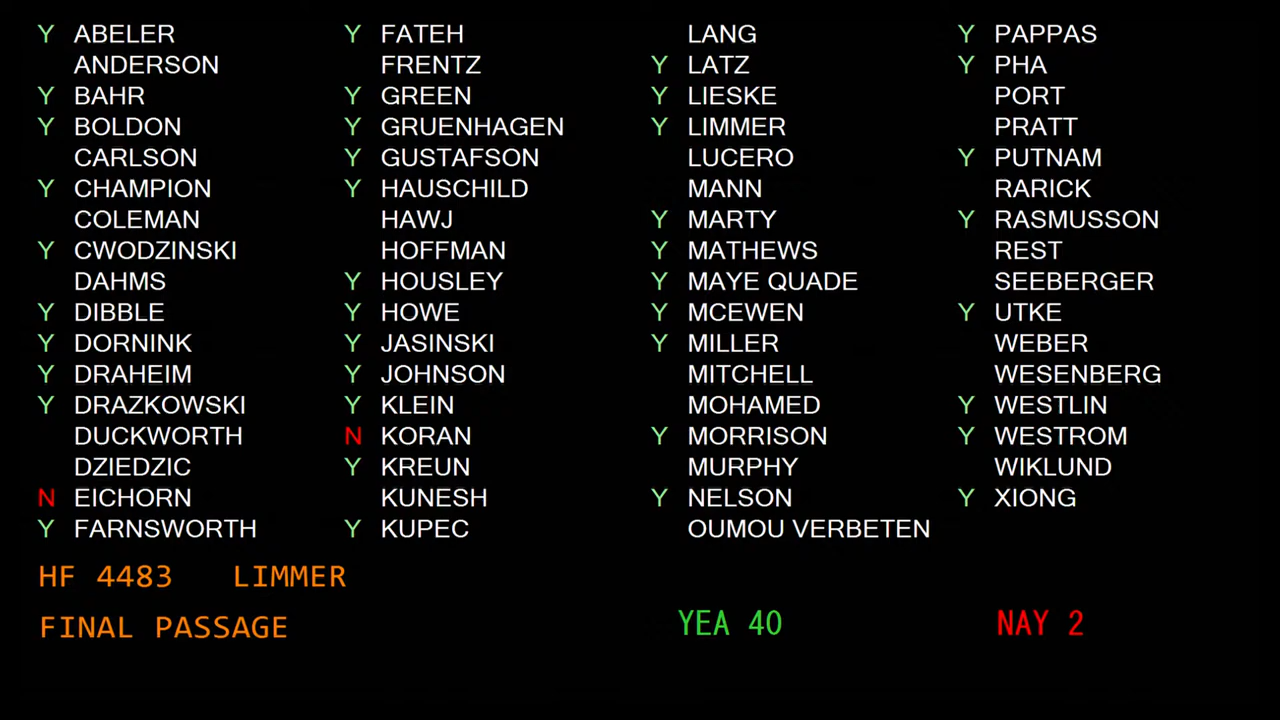 Y ABELER Y FATEH LANG Y PAPPAS
ANDERSON FRENTZ Y LATZ Y PHA
Y BAHR Y GREEN Y LIESKE PORT
Y BOLDON Y GRUENHAGEN Y LIMMER PRATT
CARLSON Y GUSTAFSON LUCERO Y PUTNAM
Y CHAMPION Y HAUSCHILD MANN RARICK
COLEMAN HAWJ Y MARTY Y RASMUSSON
Y CWODZINSKI HOFFMAN Y MATHEWS REST
DAHMS Y HOUSLEY Y MAYE QUADE SEEBERGER
Y DIBBLE Y HOWE Y MCEWEN Y UTKE
Y DORNINK Y JASINSKI Y MILLER WEBER
Y DRAHEIM Y JOHNSON MITCHELL WESENBERG
Y DRAZKOWSKI Y KLEIN MOHAMED Y WESTLIN
DUCKWORTH N KORAN Y MORRISON Y WESTROM
DZIEDZIC Y KREUN MURPHY WIKLUND
N EICHORN KUNESH Y NELSON Y XIONG
Y FARNSWORTH Y KUPEC OUMOU VERBETEN
HF 4483 LIMMER
FINAL PASSAGE YEA 40 NAY 2